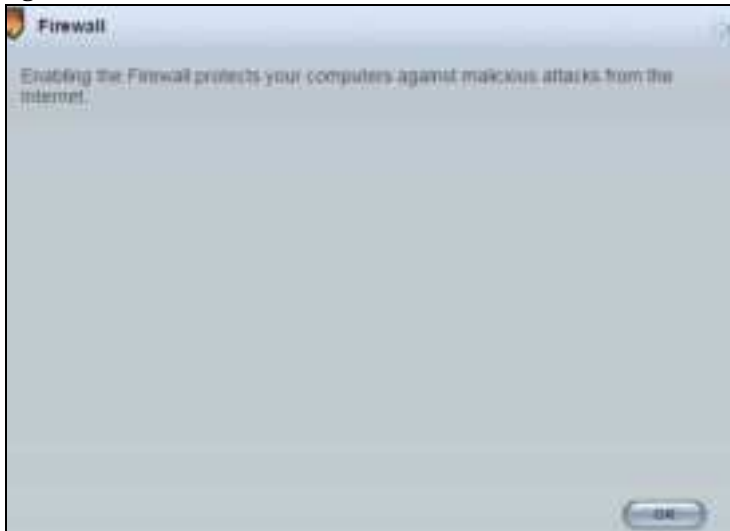 Firewall
Enabling the Firewall protects your computers against malicious attacks from the
internet.
OK